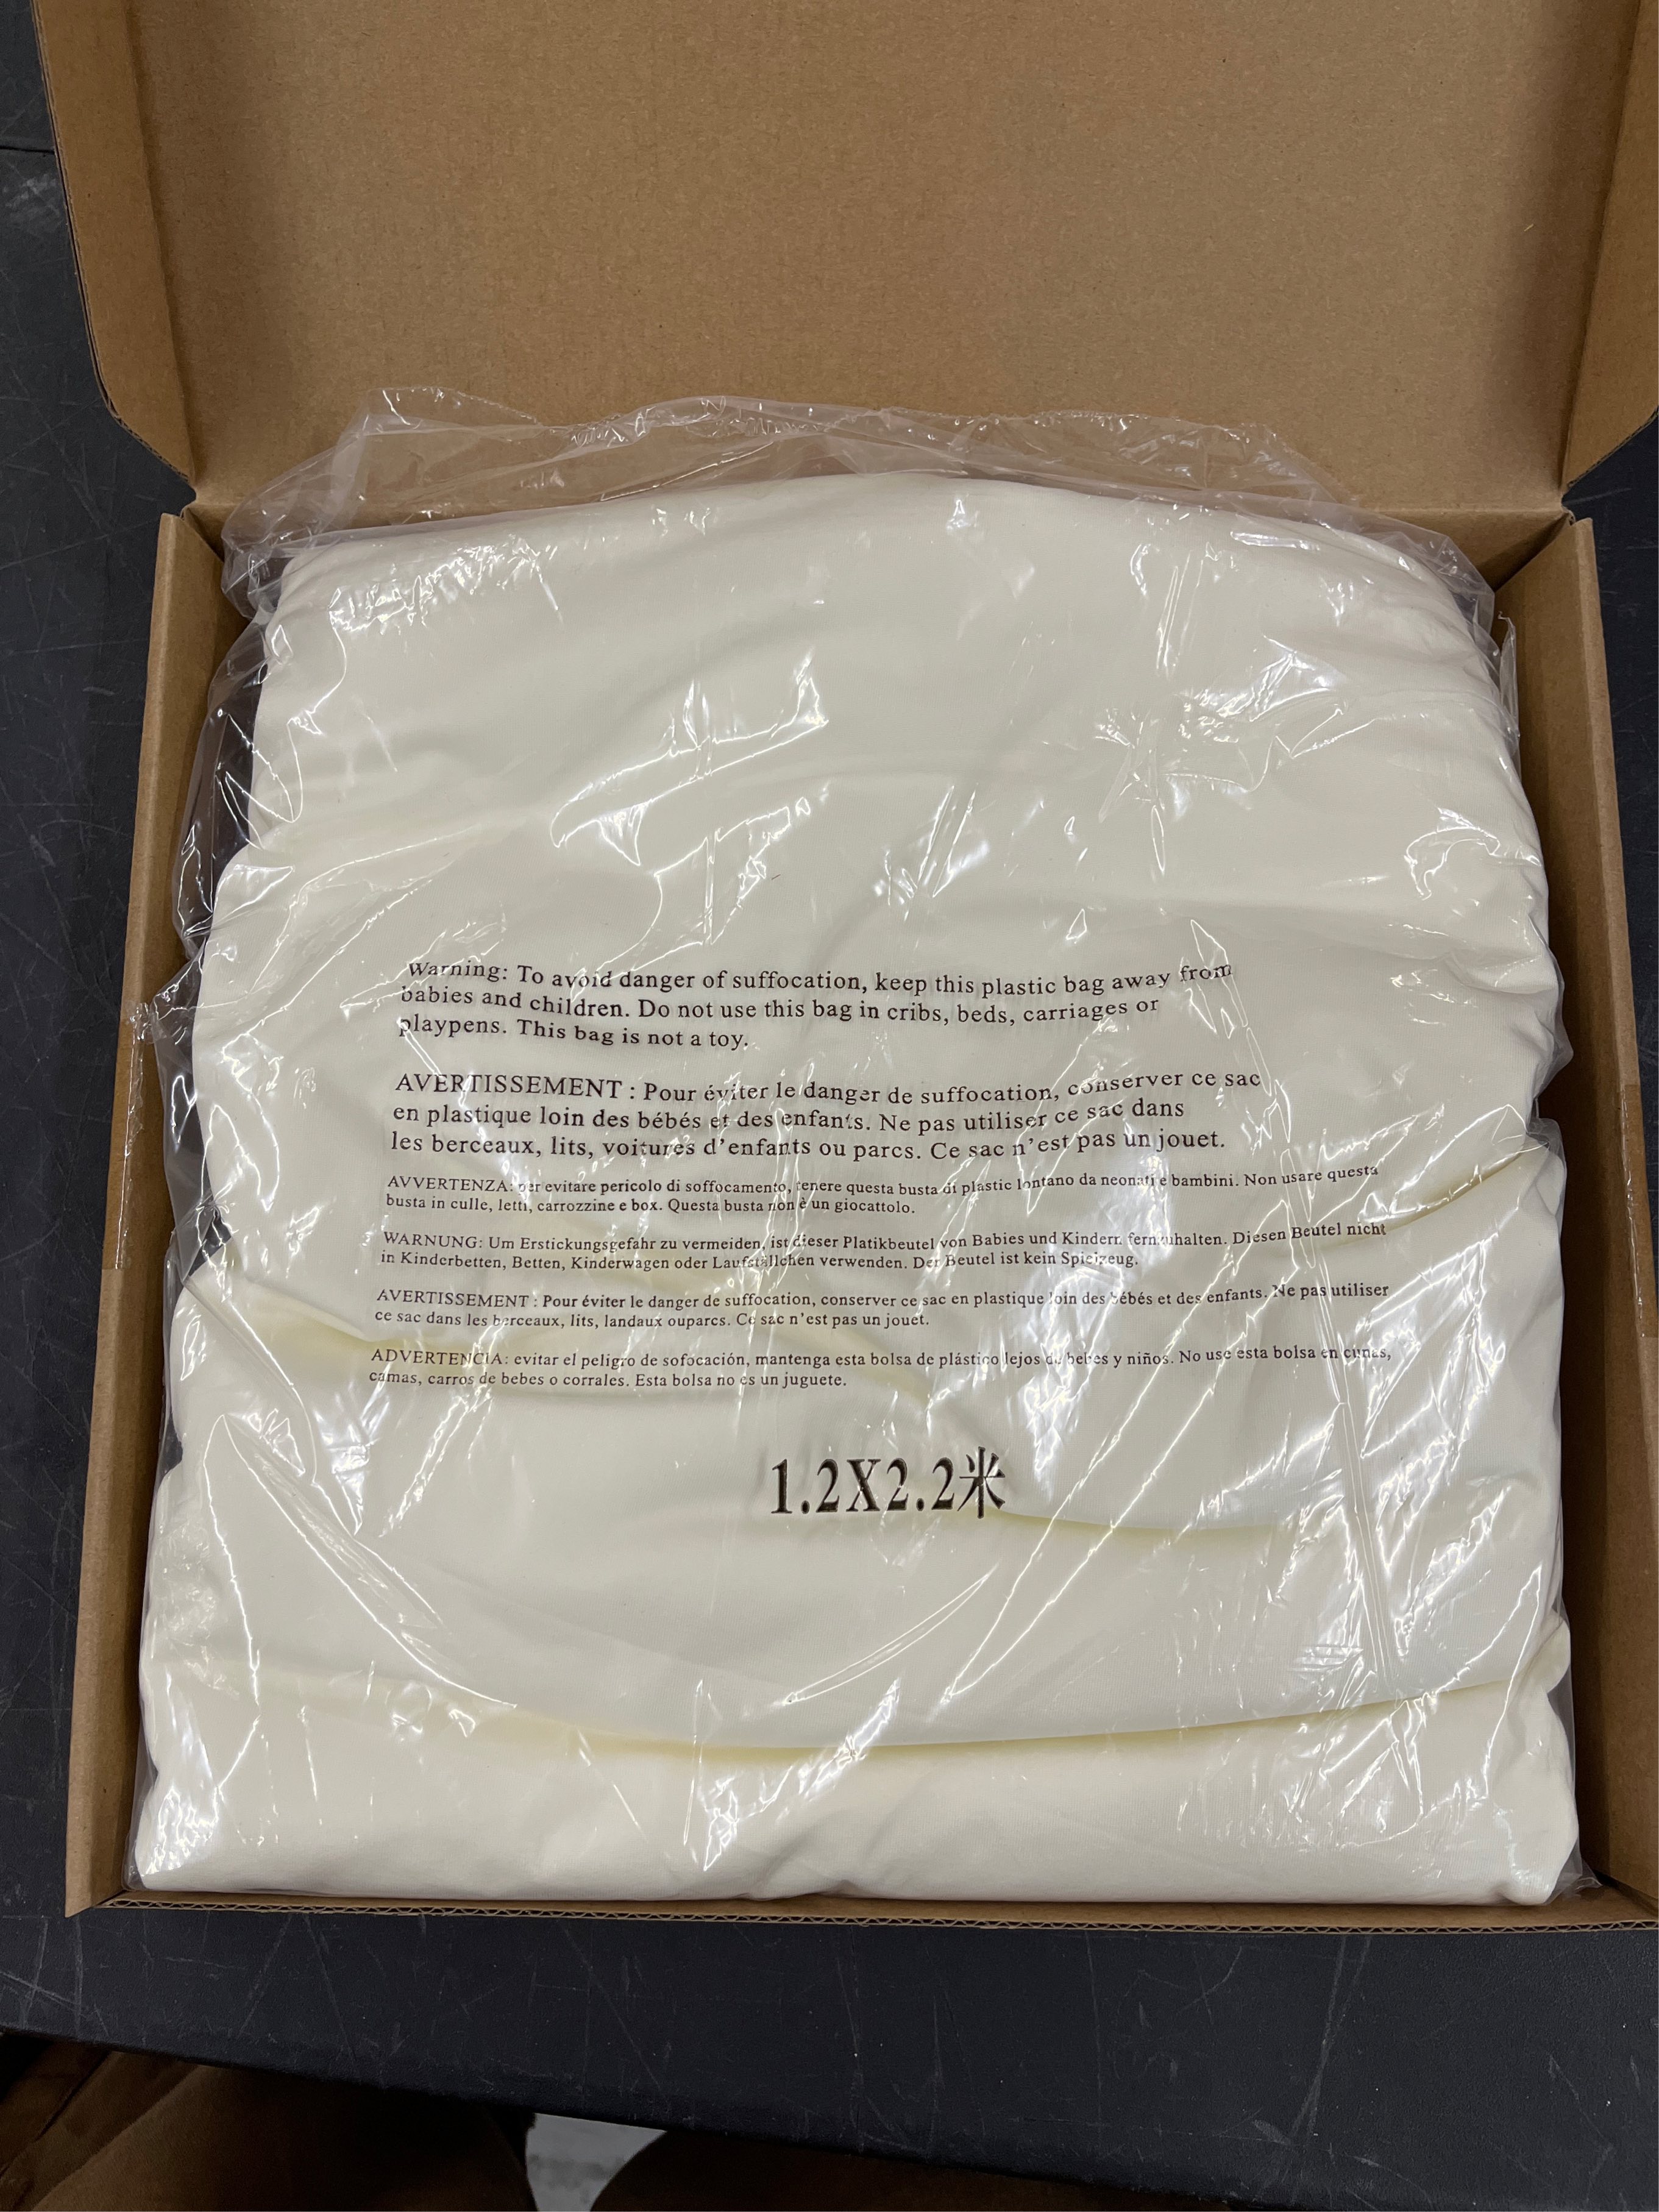 Warning: To avoid danger of suffocation, keep this plastic bag away from
babies and children. Do not use this bag in cribs, beds, carriages or
playpens. This bag is not a toy.
AVERTISSEMENT : Pour éviter le danger de suffocation, conserver ce sac
en plastique loin des bébés et des enfants. Ne pas utiliser ce sac dans
les berceaux, lits, voitures d'enfants ou parcs. Ce sac n'est pas un jouet.
AVVERTENZA: per evitare pericolo di soffocamento, tenere questa busta di plastic lontano da neonati e bambini. Non usare questa
busta in culle, letti, carrozzine e box. Questa busta non è un giocattolo.
WARNUNG: Um Erstickungsgefahr zu vermeiden, ist dieser Platikbeutel von Babies und Kindern fernzuhalten. Diesen Beutel nicht
in Kinderbetten, Betten, Kinderwagen oder Laufställchen verwenden. Der Beutel ist kein Spielzeug.
AVERTISSEMENT : Pour éviter le danger de suffocation, conserver ce sac en plastique loin des bébés et des enfants. Ne pas utiliser
ce sac dans les berceaux, lits, landaux ouparcs. Ce sac n'est pas un jouet.
ADVERTENCIA: evitar el peligro de sofocación, mantenga esta bolsa de plástico lejos de bebes y niños. No use esta bolsa en cunas,
camas, carros de bebes o corrales. Esta bolsa no es un juguete.
1.2X2.2米